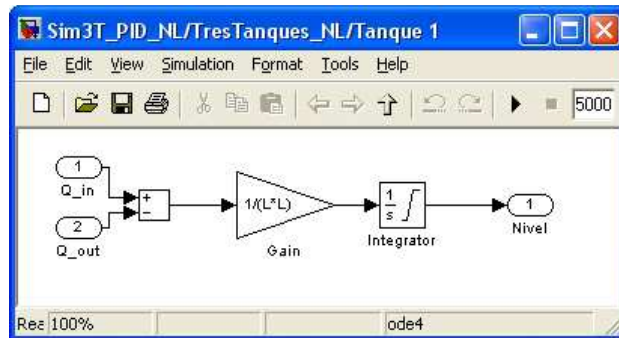 Sim3T_PID_NL/TresTanques_NL/Tanque 1
File Edit View Simulation Format Tools Help
5000
1
Q_in
2
Q_out
+
−
1/(L*L)
Gain
1
s
Integrator
1
Nivel
Rea 100% ode4